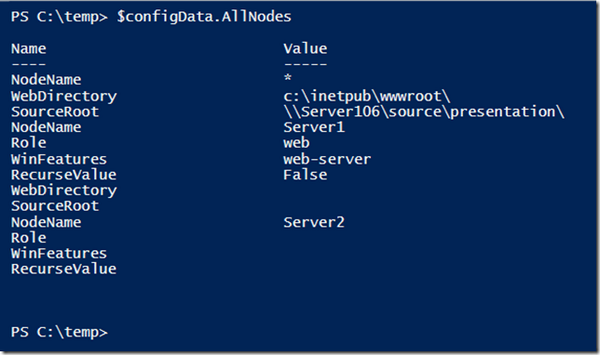 PS C:\temp> $configData.AllNodes
Name Value
---- -----
NodeName *
WebDirectory c:\inetpub\wwwroot\
SourceRoot \\Server106\source\presentation\
NodeName Server1
Role web
WinFeatures web-server
RecurseValue False
WebDirectory
SourceRoot
NodeName Server2
Role
WinFeatures
RecurseValue
PS C:\temp>